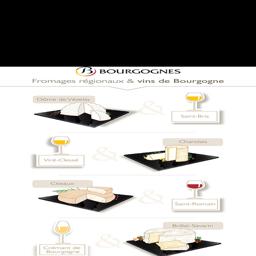 B BOURGOGNES
Fromages régionaux & vins de Bourgogne
Dôme de Vézelay
&
Saint-Bris
Charolais
Viré-Clessé
&
Cîteaux
&
Saint-Romain
Brillat-Savarin
Crémant de
Bourgogne
&